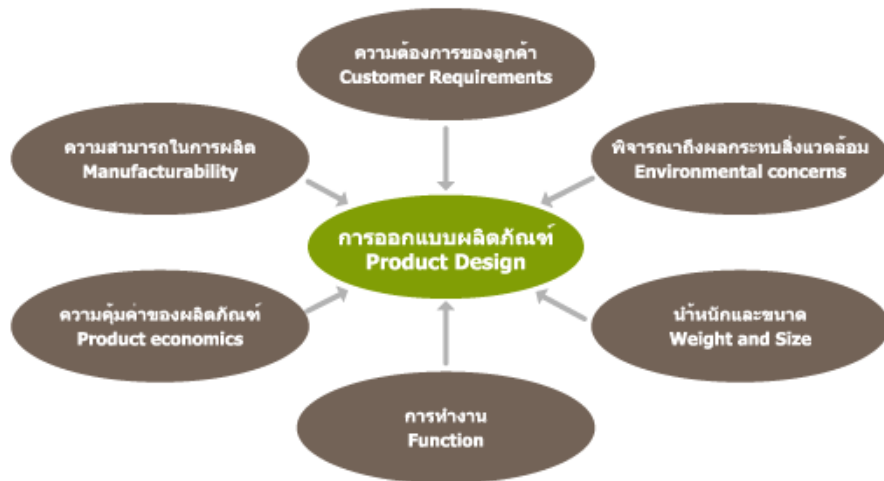 ความต้องการของลูกค้า
Customer Requirements
ความสามารถในการผลิต
Manufacturability
พิจารณาถึงผลกระทบสิ่งแวดล้อม
Environmental concerns
การออกแบบผลิตภัณฑ์
Product Design
ความคุ้มค่าของผลิตภัณฑ์
Product economics
น้ำหนักและขนาด
Weight and Size
การทำงาน
Function